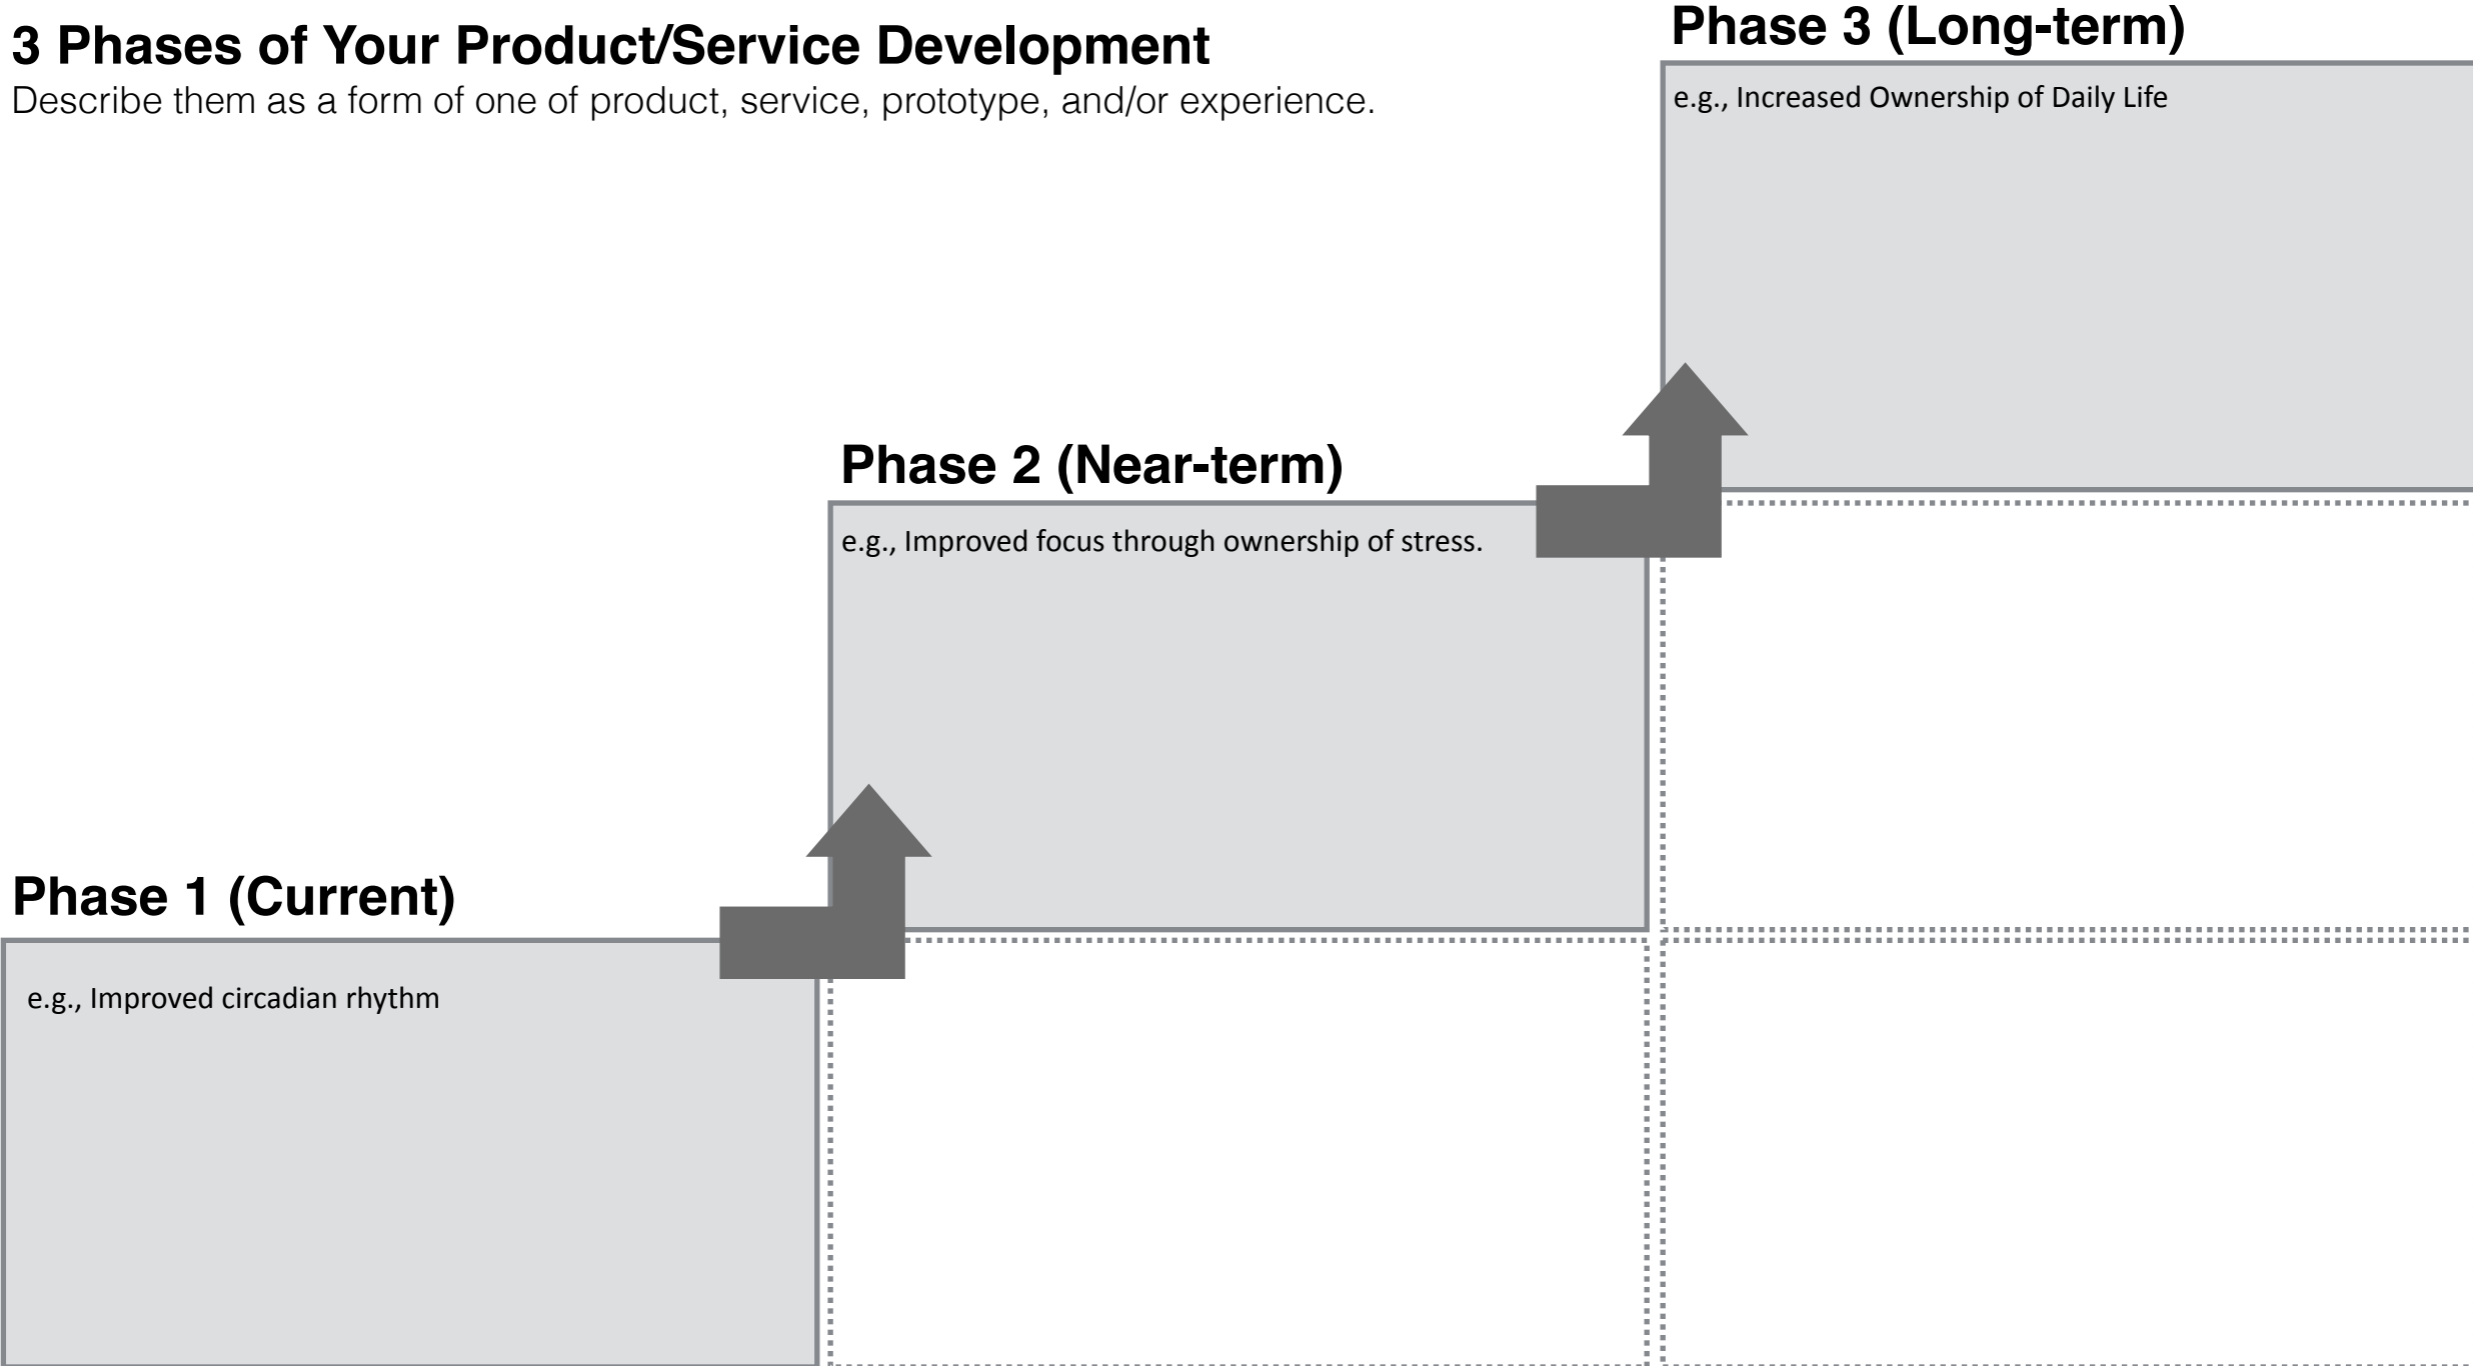 3 Phases of Your Product/Service Development
Describe them as a form of one of product, service, prototype, and/or experience.
Phase 3 (Long-term)
e.g., Increased Ownership of Daily Life
Phase 2 (Near-term)
e.g., Improved focus through ownership of stress.
Phase 1 (Current)
e.g., Improved circadian rhythm